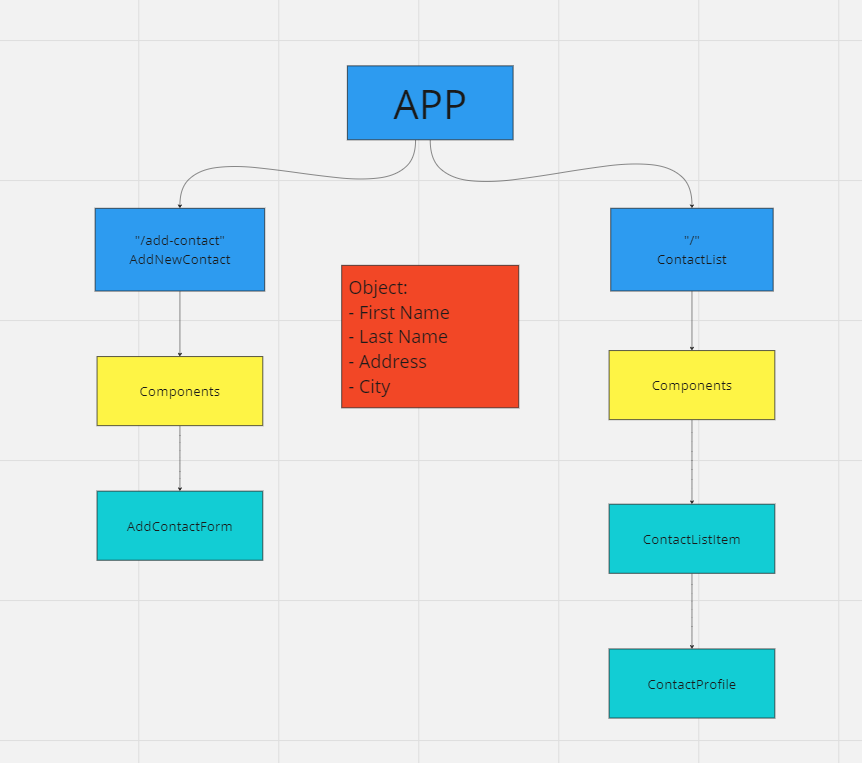 APP
"/add-contact"
AddNewContact
"/"
ContactList
Object:
- First Name
- Last Name
- Address
- City
Components
Components
AddContactForm
ContactListItem
ContactProfile